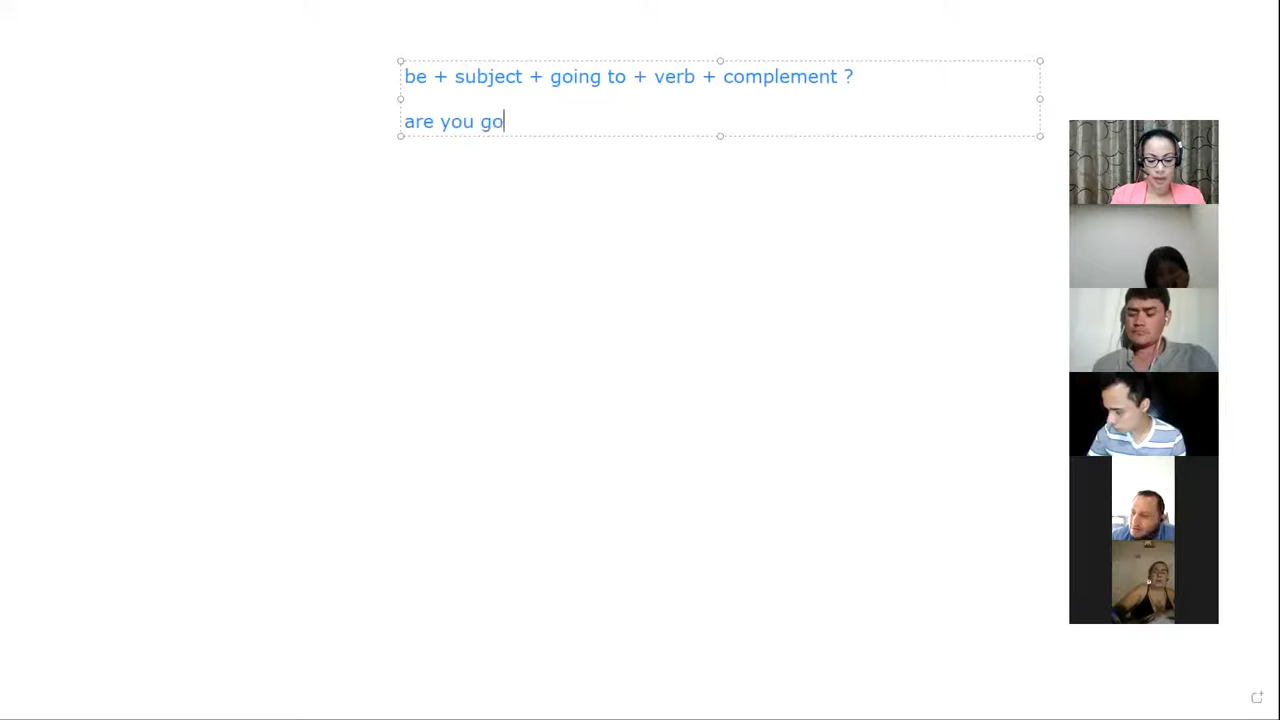 be + subject + going to + verb + complement ?
are you go